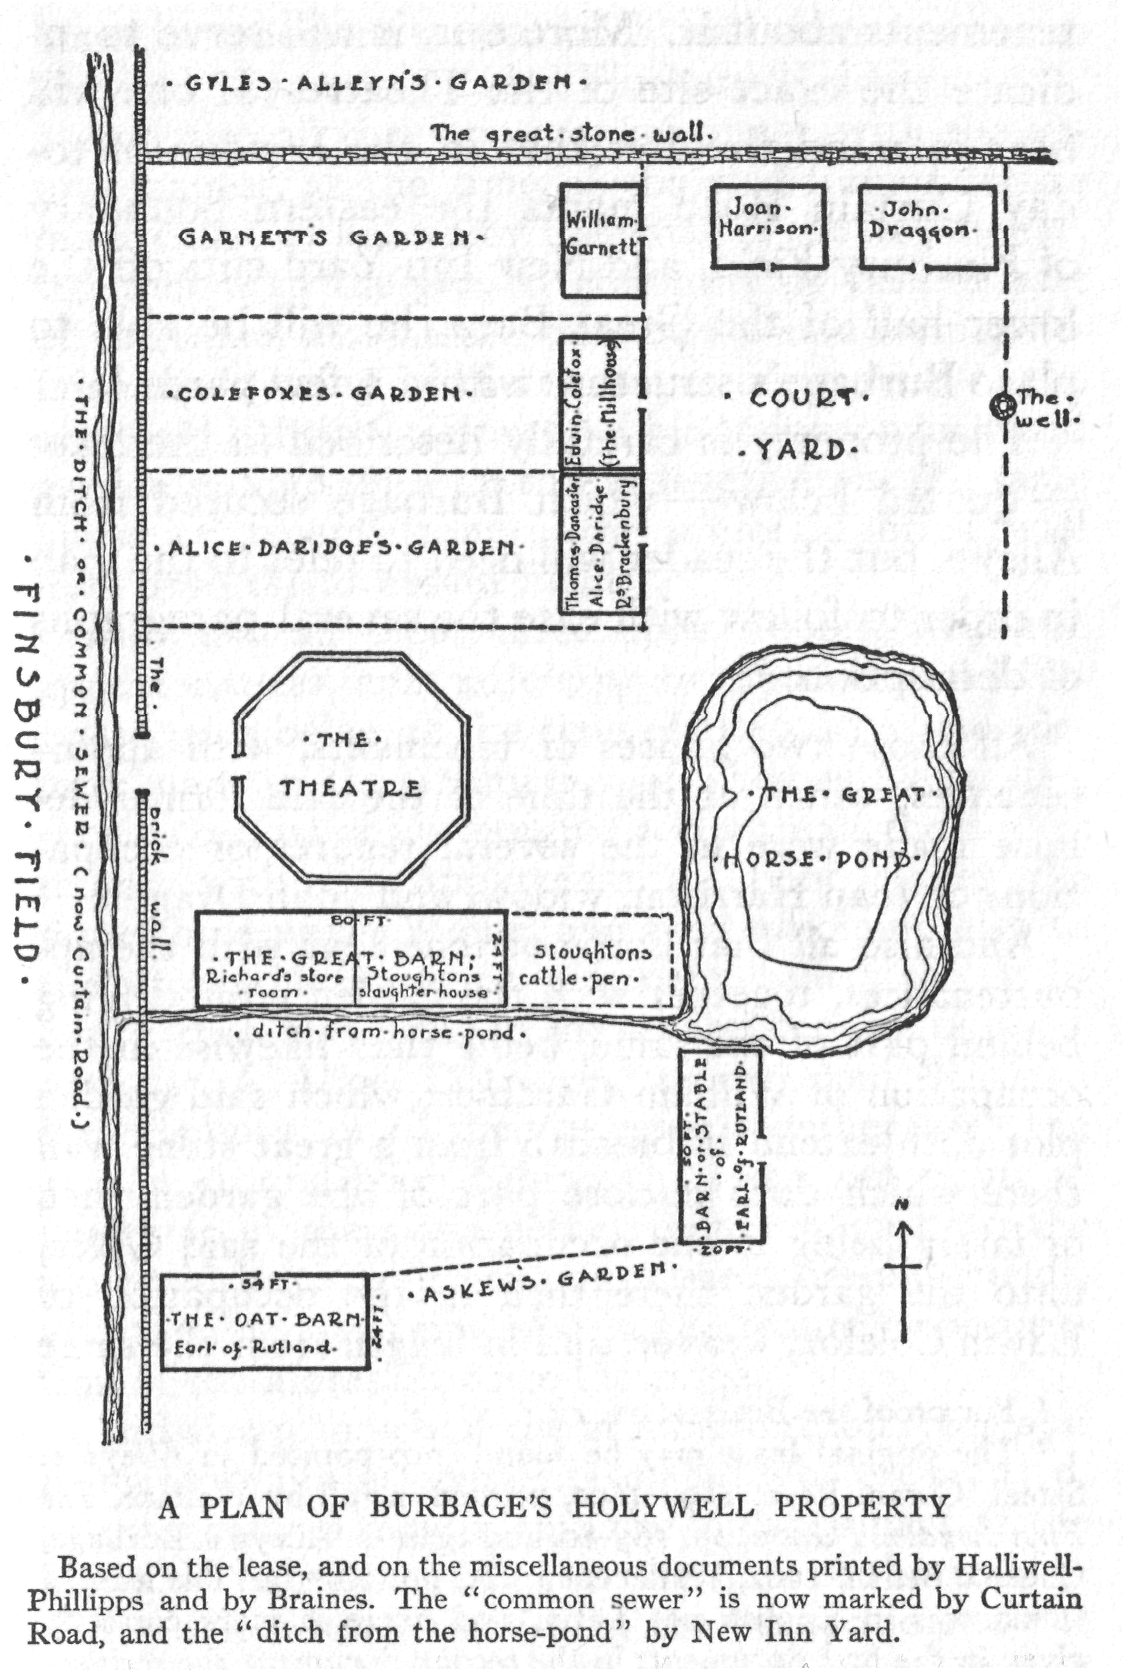 · GYLES · ALLEYN'S · GARDEN ·
The great · stone · wall.
GARNETT'S GARDEN ·
William
Garnett
Joan ·
Harrison ·
· John ·
Draggon ·
· COLEFOXES · GARDEN ·
Edwin · Colefox ·
(The Millhouse)
· COURT ·
· YARD ·
The ·
well ·
· ALICE · DARIDGE'S · GARDEN ·
Thomas · Dancaster
Alice · Daridge ·
Rd Brackenbury
· FINSBURY · FIELD ·
· THE · DITCH · or · COMMON · SEWER · (now · Curtain · Road.)
The · brick wall.
· THE ·
THEATRE
· THE · GREAT ·
· HORSE · POND ·
80 · FT ·
· 24 FT ·
· THE · GREAT · BARN ·
Richard's store
· room ·
Stoughtons
slaughter house ·
Stoughtons
cattle · pen ·
· ditch · from · horse · pond ·
50 FT ·
BARN · or · STABLE
· of ·
EARL · of · RUTLAND ·
· 20 FT ·
N
· ASKEW'S · GARDEN ·
· 54 FT ·
· 24 FT ·
· THE · OAT · BARN ·
Earl · of · Rutland ·
A PLAN OF BURBAGE'S HOLYWELL PROPERTY
Based on the lease, and on the miscellaneous documents printed by Halliwell-
Phillipps and by Braines. The “common sewer” is now marked by Curtain
Road, and the “ditch from the horse-pond” by New Inn Yard.